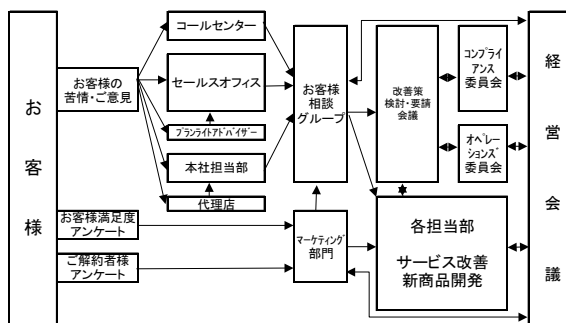 お客様
お客様の
苦情・ご意見
お客様満足度
アンケート
ご解約者様
アンケート
コールセンター
セールスオフィス
プランライトアドバイザー
本社担当部
代理店
お客様
相談
グループ
マーケティング
部門
改善策
検討・要請
会議
コンプライ
アンス
委員会
オペレー
ションズ
委員会
各担当部
サービス改善
新商品開発
経営会議